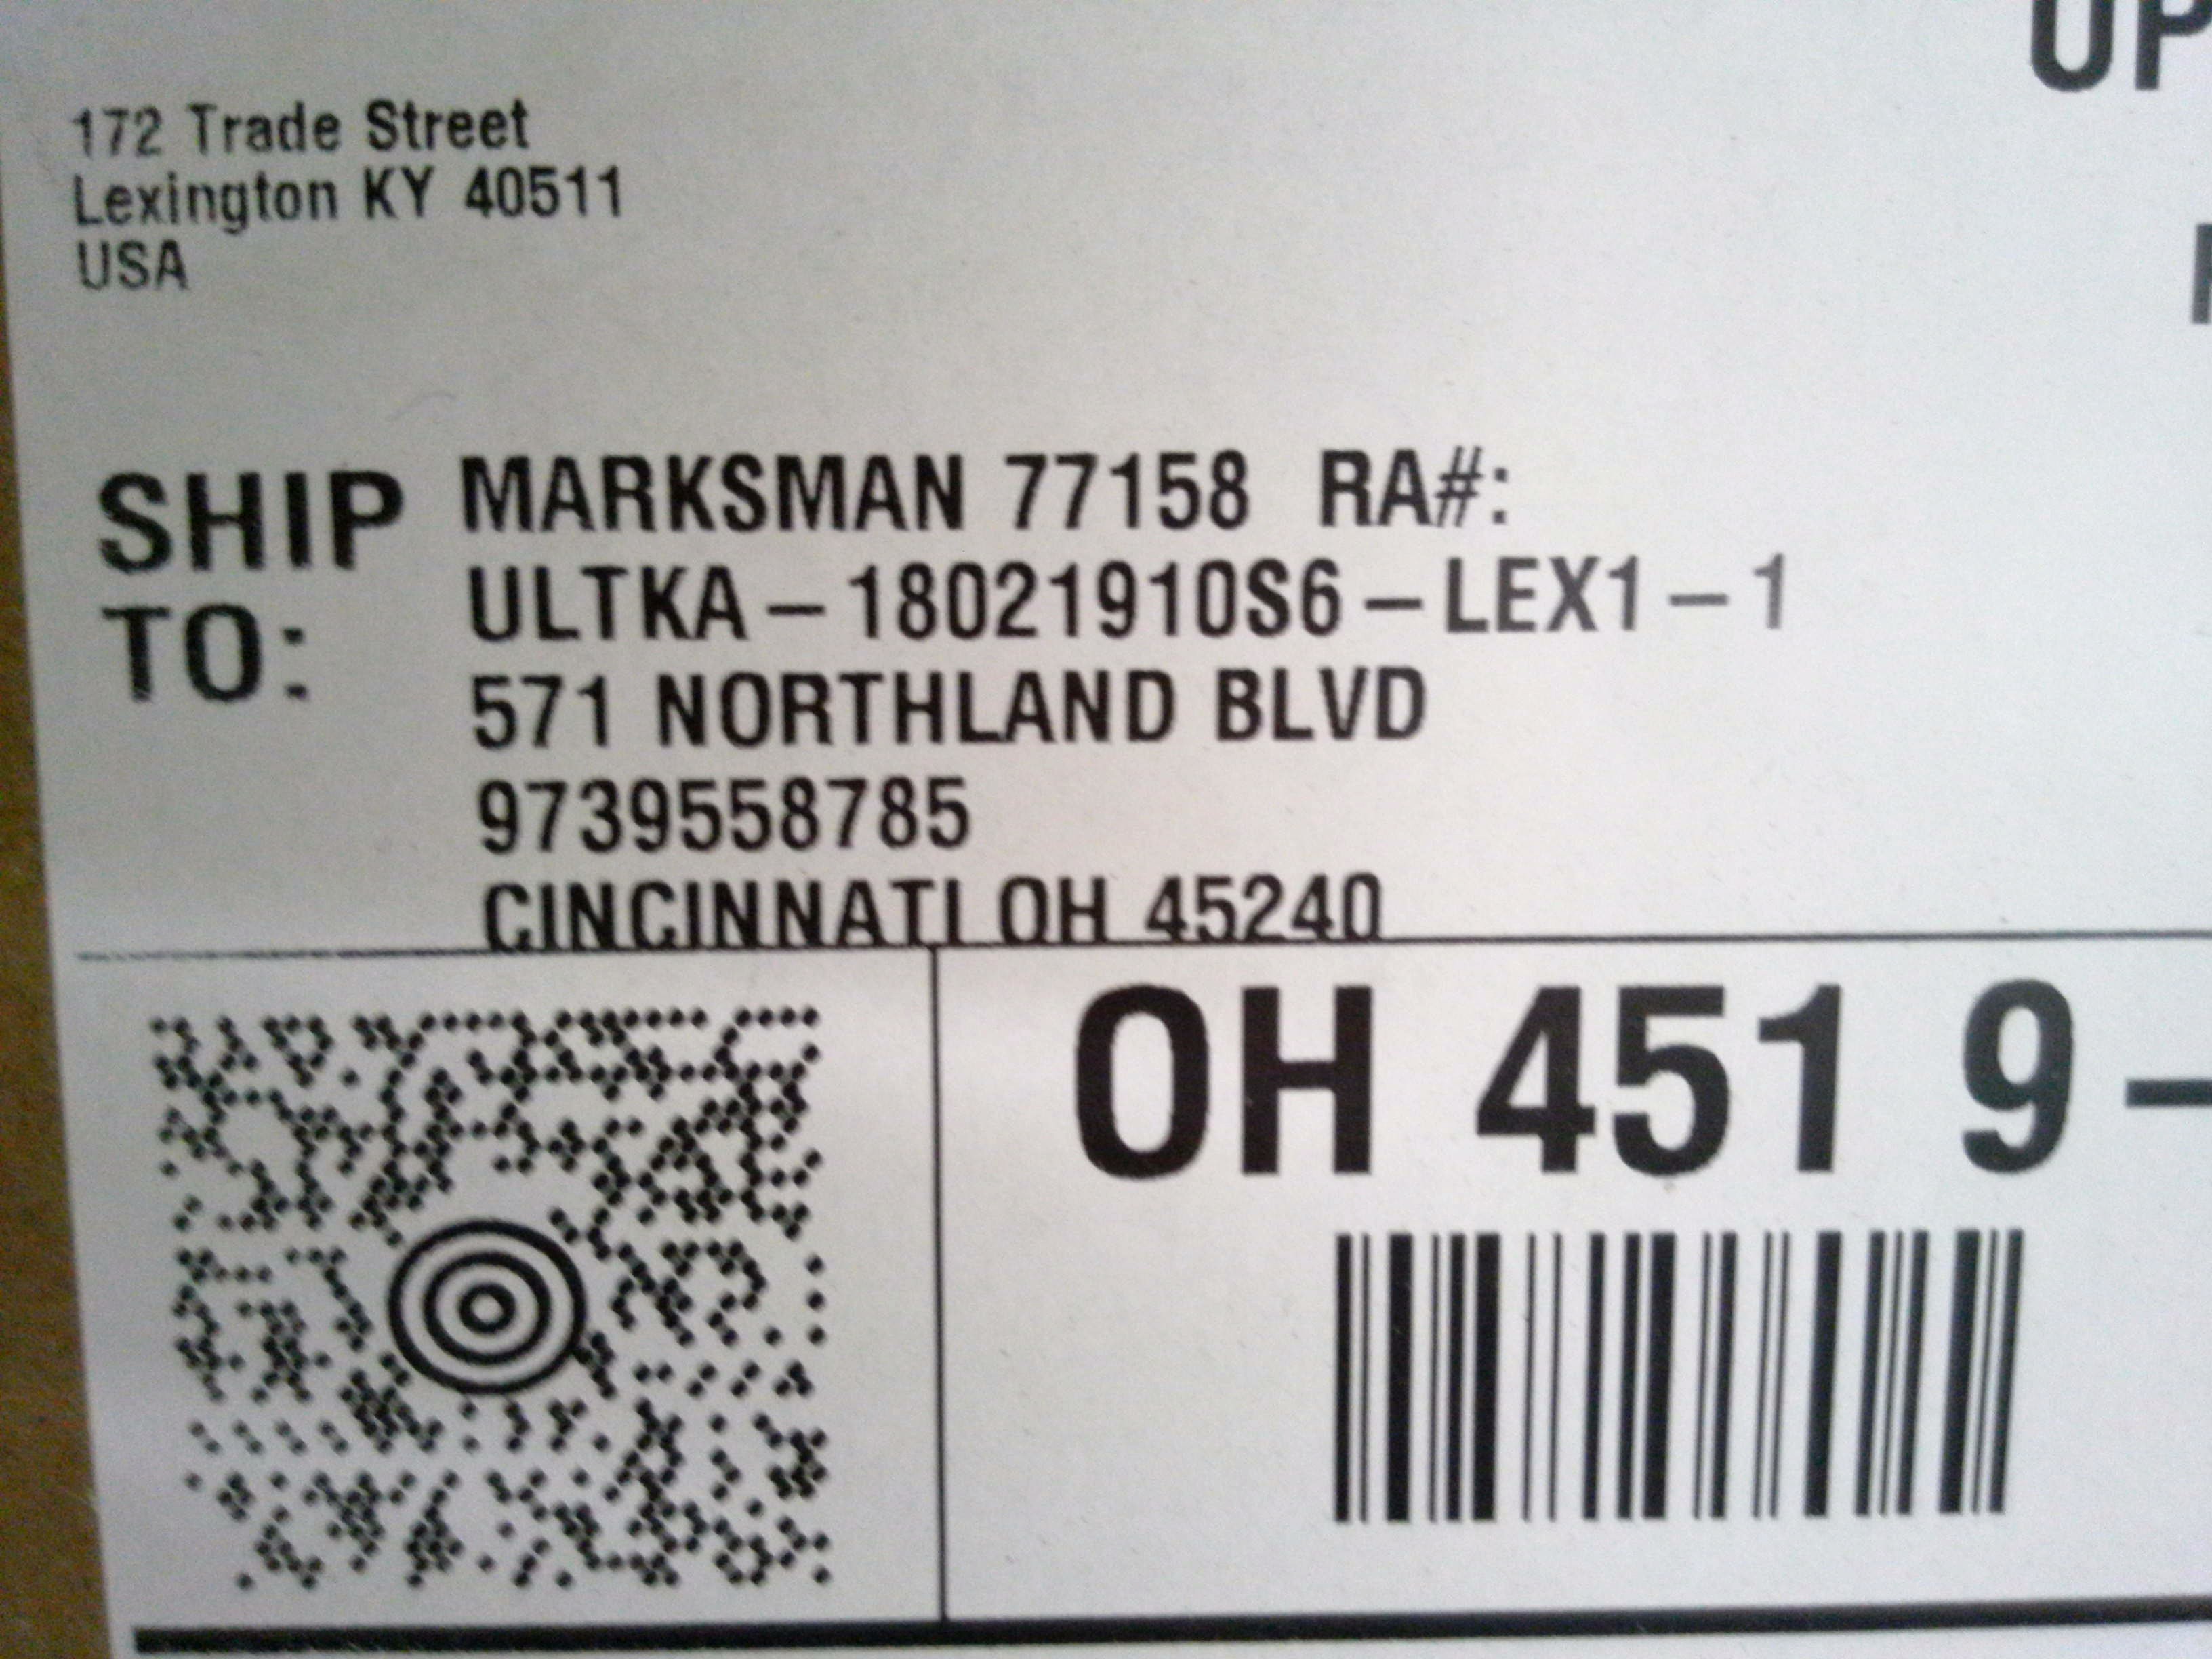 UP
172 Trade Street
Lexington KY 40511
USA
SHIP TO:
MARKSMAN 77158 RA#:
ULTKA-18021910S6-LEX1-1
571 NORTHLAND BLVD
9739558785
CINCINNATI OH 45240
OH 451 9-